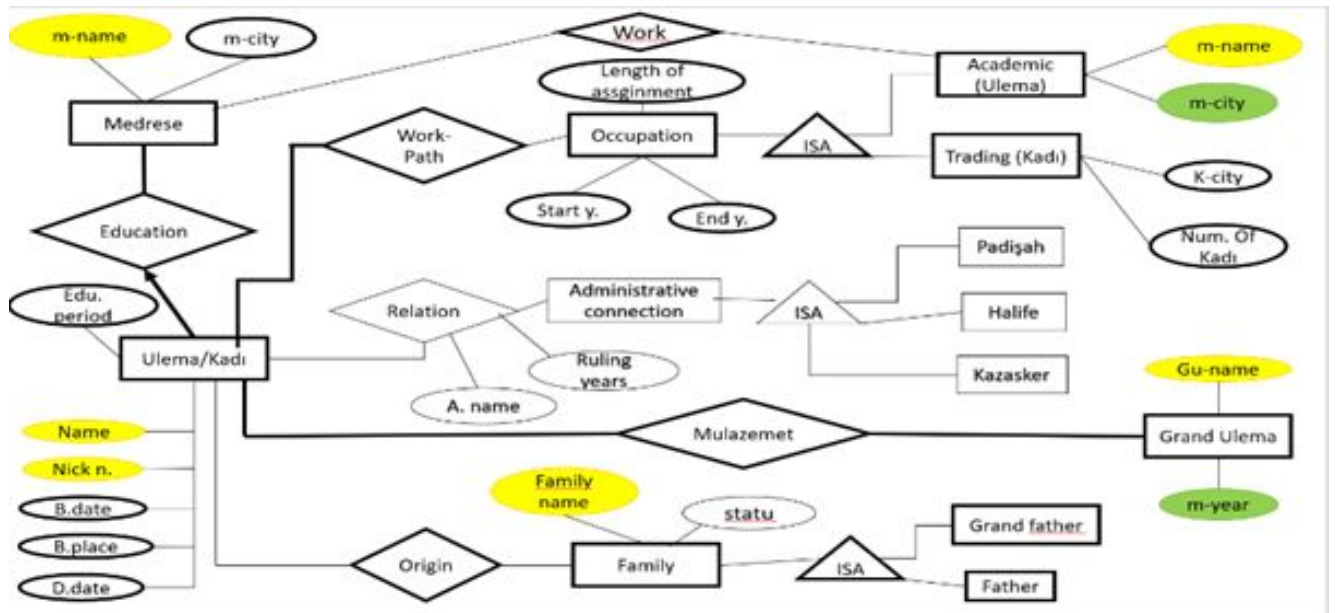 m-name
m-city
Work
m-name
Length of
assginment
Academic
(Ulema)
m-city
Medrese
Work-
Path
Occupation
ISA
Trading (Kadı)
K-city
Start y.
End y.
Education
Num. Of
Kadı
Padişah
Edu.
period
Relation
Administrative
connection
ISA
Halife
Ulema/Kadı
Ruling
years
Kazasker
Gu-name
A. name
Name
Mulazemet
Grand Ulema
Nick n.
Family
name
B.date
statu
m-year
Grand father
B.place
Origin
Family
ISA
Father
D.date